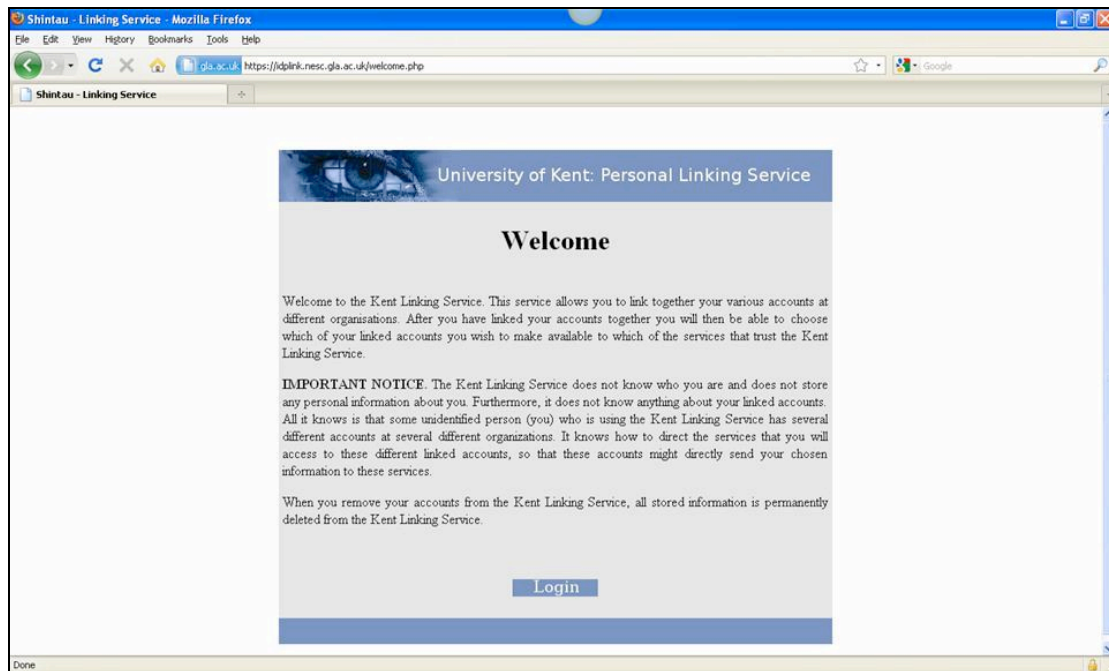 Shintau - Linking Service - Mozilla Firefox
File Edit View History Bookmarks Tools Help
gla.ac.uk https://idplink.nesc.gla.ac.uk/welcome.php
Google
Shintau - Linking Service
University of Kent: Personal Linking Service
Welcome
Welcome to the Kent Linking Service. This service allows you to link together your various accounts at
different organisations. After you have linked your accounts together you will then be able to choose
which of your linked accounts you wish to make available to which of the services that trust the Kent
Linking Service.
IMPORTANT NOTICE. The Kent Linking Service does not know who you are and does not store
any personal information about you. Furthermore, it does not know anything about your linked accounts.
All it knows is that some unidentified person (you) who is using the Kent Linking Service has several
different accounts at several different organizations. It knows how to direct the services that you will
access to these different linked accounts, so that these accounts might directly send your chosen
information to these services.
When you remove your accounts from the Kent Linking Service, all stored information is permanently
deleted from the Kent Linking Service.
Login
Done